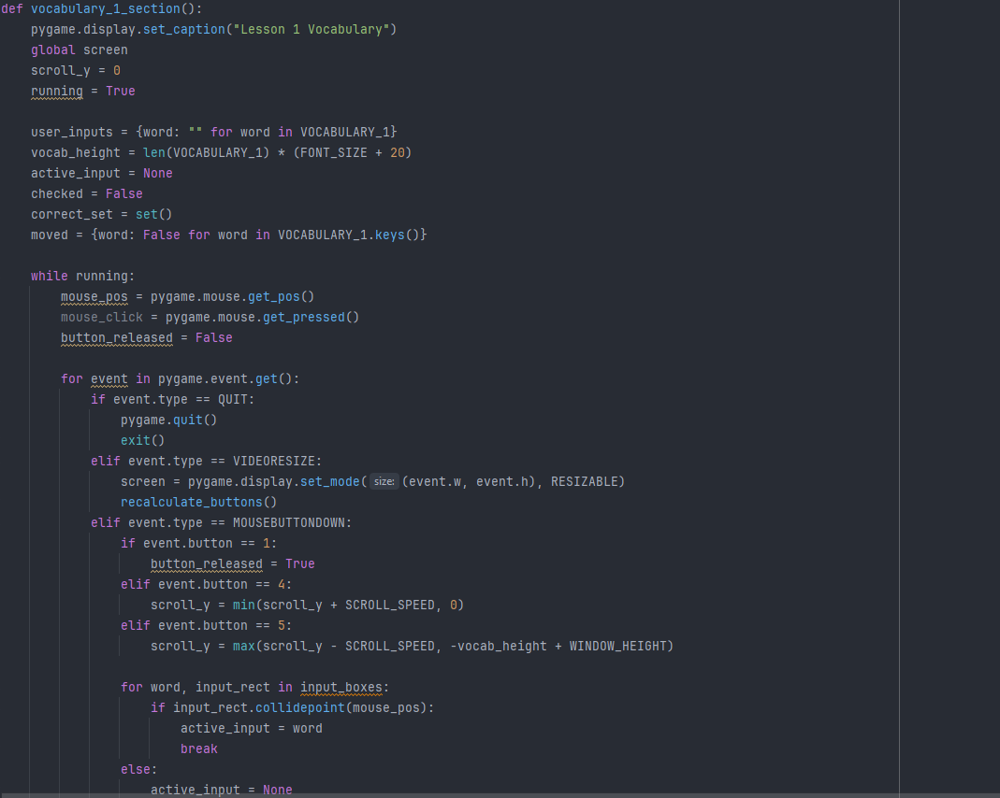 def vocabulary_1_section():
    pygame.display.set_caption("Lesson 1 Vocabulary")
    global screen
    scroll_y = 0
    running = True

    user_inputs = {word: "" for word in VOCABULARY_1}
    vocab_height = len(VOCABULARY_1) * (FONT_SIZE + 20)
    active_input = None
    checked = False
    correct_set = set()
    moved = {word: False for word in VOCABULARY_1.keys()}

    while running:
        mouse_pos = pygame.mouse.get_pos()
        mouse_click = pygame.mouse.get_pressed()
        button_released = False

        for event in pygame.event.get():
            if event.type == QUIT:
                pygame.quit()
                exit()
            elif event.type == VIDEORESIZE:
                screen = pygame.display.set_mode( size: (event.w, event.h), RESIZABLE)
                recalculate_buttons()
            elif event.type == MOUSEBUTTONDOWN:
                if event.button == 1:
                    button_released = True
                elif event.button == 4:
                    scroll_y = min(scroll_y + SCROLL_SPEED, 0)
                elif event.button == 5:
                    scroll_y = max(scroll_y - SCROLL_SPEED, -vocab_height + WINDOW_HEIGHT)

                for word, input_rect in input_boxes:
                    if input_rect.collidepoint(mouse_pos):
                        active_input = word
                        break
                else:
                    active_input = None